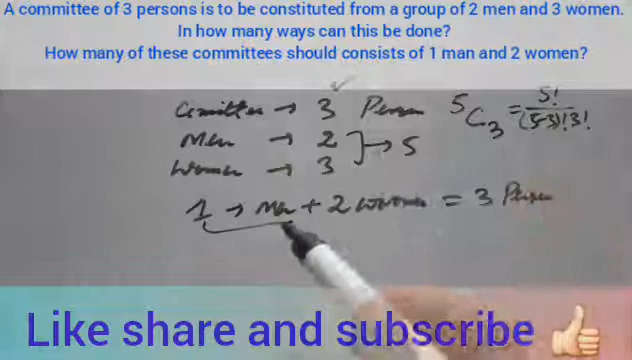 A committee of 3 persons is to be constituted from a group of 2 men and 3 women.
In how many ways can this be done?
How many of these committees should consists of 1 man and 2 women?
Committee → 3 Person ⁵C₃ = 5!/(5-3)!3!
Men → 2
Women → 3 → 5
1 → Men + 2 women = 3 Person
Like share and subscribe